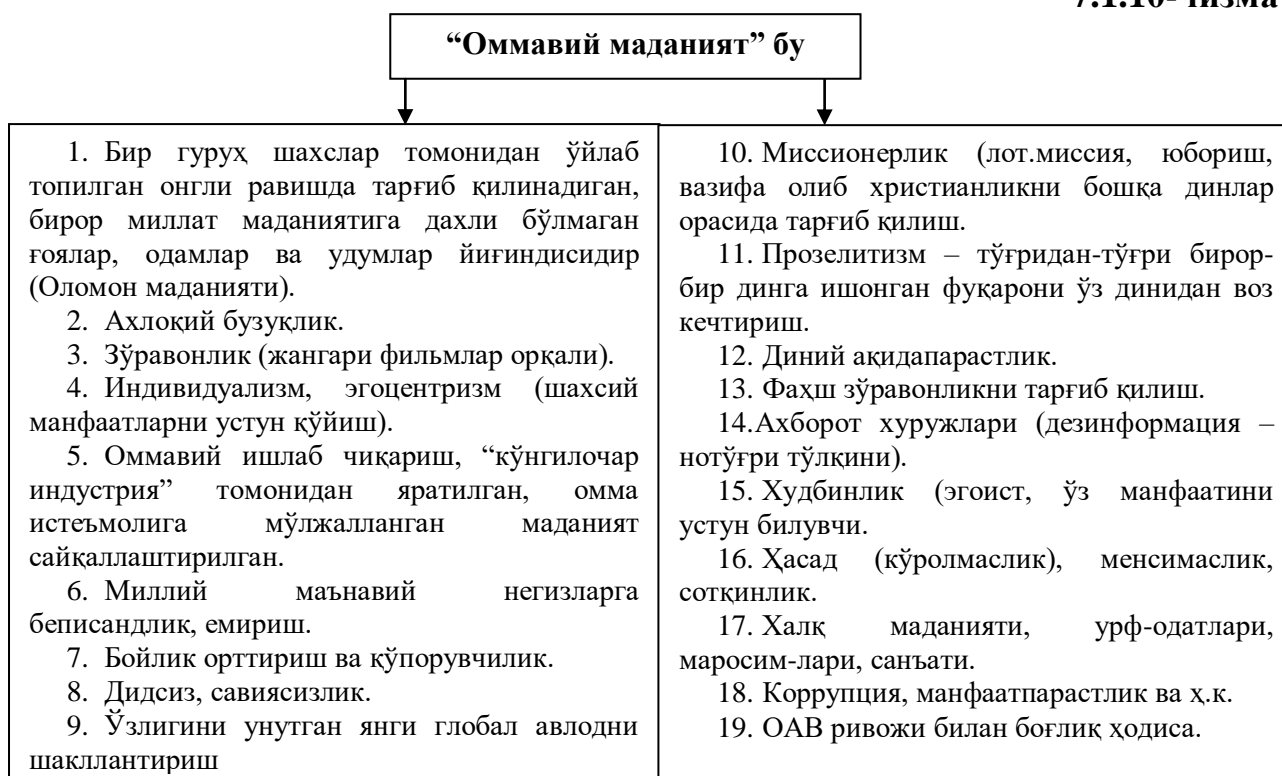 7.1.10-чизма
“Оммавий маданият” бу
1. Бир гуруҳ шахслар томонидан ўйлаб
топилган онгли равишда тарғиб қилинадиган,
бирор миллат маданиятига дахли бўлмаган
ғоялар, одамлар ва удумлар йиғиндисидир
(Оломон маданияти).
2. Ахлоқий бузуқлик.
3. Зўравонлик (жангари фильмлар орқали).
4. Индивидуализм, эгоцентризм (шахсий
манфаатларни устун қўйиш).
5. Оммавий ишлаб чиқариш, “кўнгилочар
индустрия” томонидан яратилган, омма
истеъмолига мўлжалланган маданият
сайқаллаштирилган.
6. Миллий маънавий негизларга
беписандлик, емириш.
7. Бойлик орттириш ва қўпорувчилик.
8. Дидсиз, савиясизлик.
9. Ўзлигини унутган янги глобал авлодни
шакллантириш
10. Миссионерлик (лот.миссия, юбориш,
вазифа олиб христианликни бошқа динлар
орасида тарғиб қилиш.
11. Прозелитизм – тўғридан-тўғри бирор-
бир динга ишонган фуқарони ўз динидан воз
кечтириш.
12. Диний ақидапарастлик.
13. Фаҳш зўравонликни тарғиб қилиш.
14.Ахборот хуружлари (дезинформация –
нотўғри тўлқини).
15. Худбинлик (эгоист, ўз манфаатини
устун билувчи.
16. Ҳасад (кўролмаслик), менсимаслик,
сотқинлик.
17. Халқ маданияти, урф-одатлари,
маросим-лари, санъати.
18. Коррупция, манфаатпарастлик ва ҳ.к.
19. ОАВ ривожи билан боғлиқ ҳодиса.